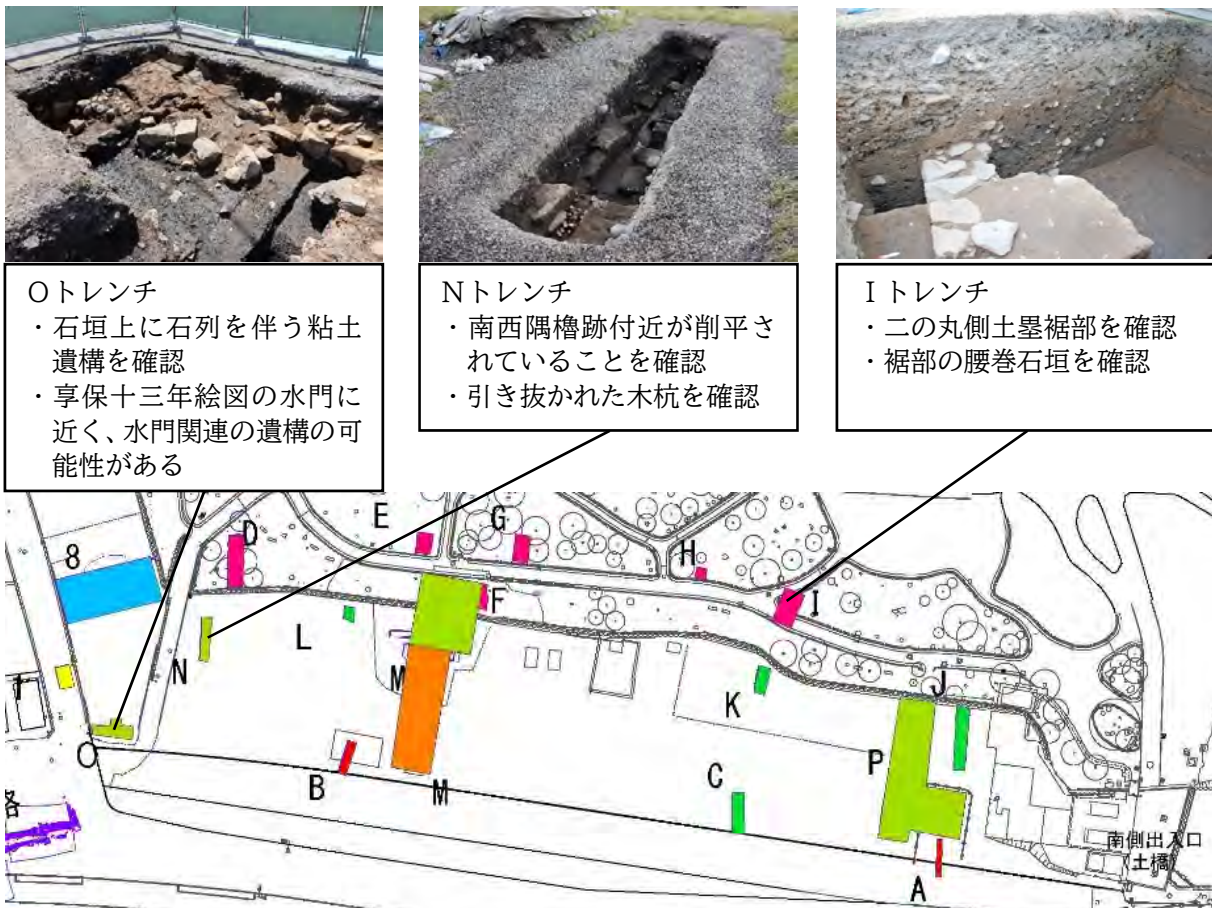 Oトレンチ
・石垣上に石列を伴う粘土
遺構を確認
・享保十三年絵図の水門に
近く、水門関連の遺構の可
能性がある
Nトレンチ
・南西隅櫓跡付近が削平さ
れていることを確認
・引き抜かれた木杭を確認
Iトレンチ
・二の丸側土塁裾部を確認
・裾部の腰巻石垣を確認
8
D
E
G
H
I
F
N
L
M
K
J
O
B
M
C
P
A
南側出入口
(土橋)